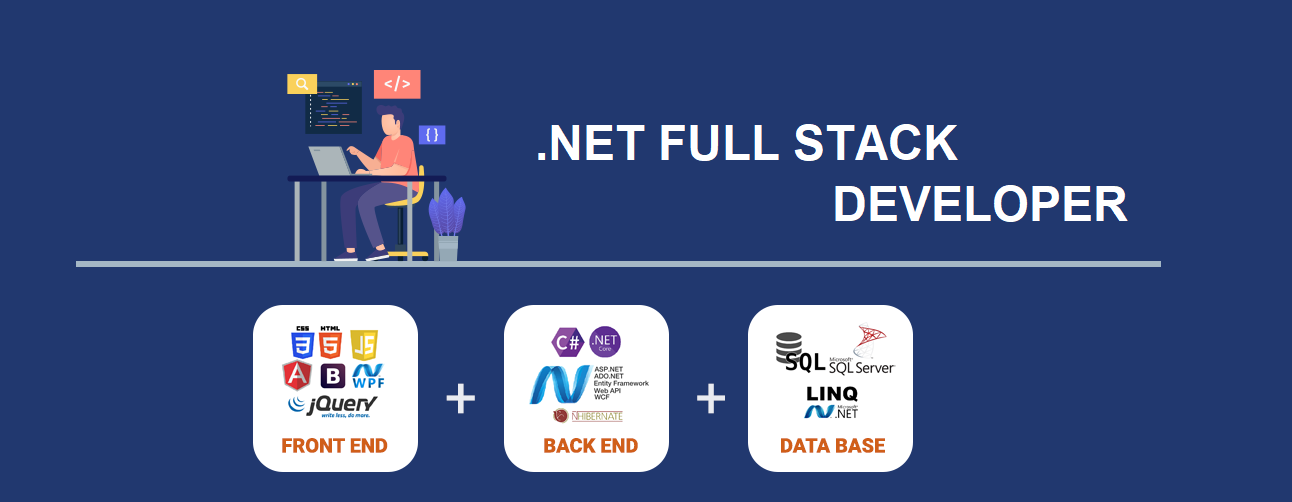 </>
{ }
.NET FULL STACK
DEVELOPER
CSS HTML
3 5 JS
A B WPF
jQuery
write less, do more.
FRONT END
+
C# .NET
Core
ASP.NET
ADO.NET
Entity Framework
Web API
WCF
NHIBERNATE
BACK END
+
SQL Microsoft®
SQL Server
LINQ
Microsoft®
.NET
DATA BASE